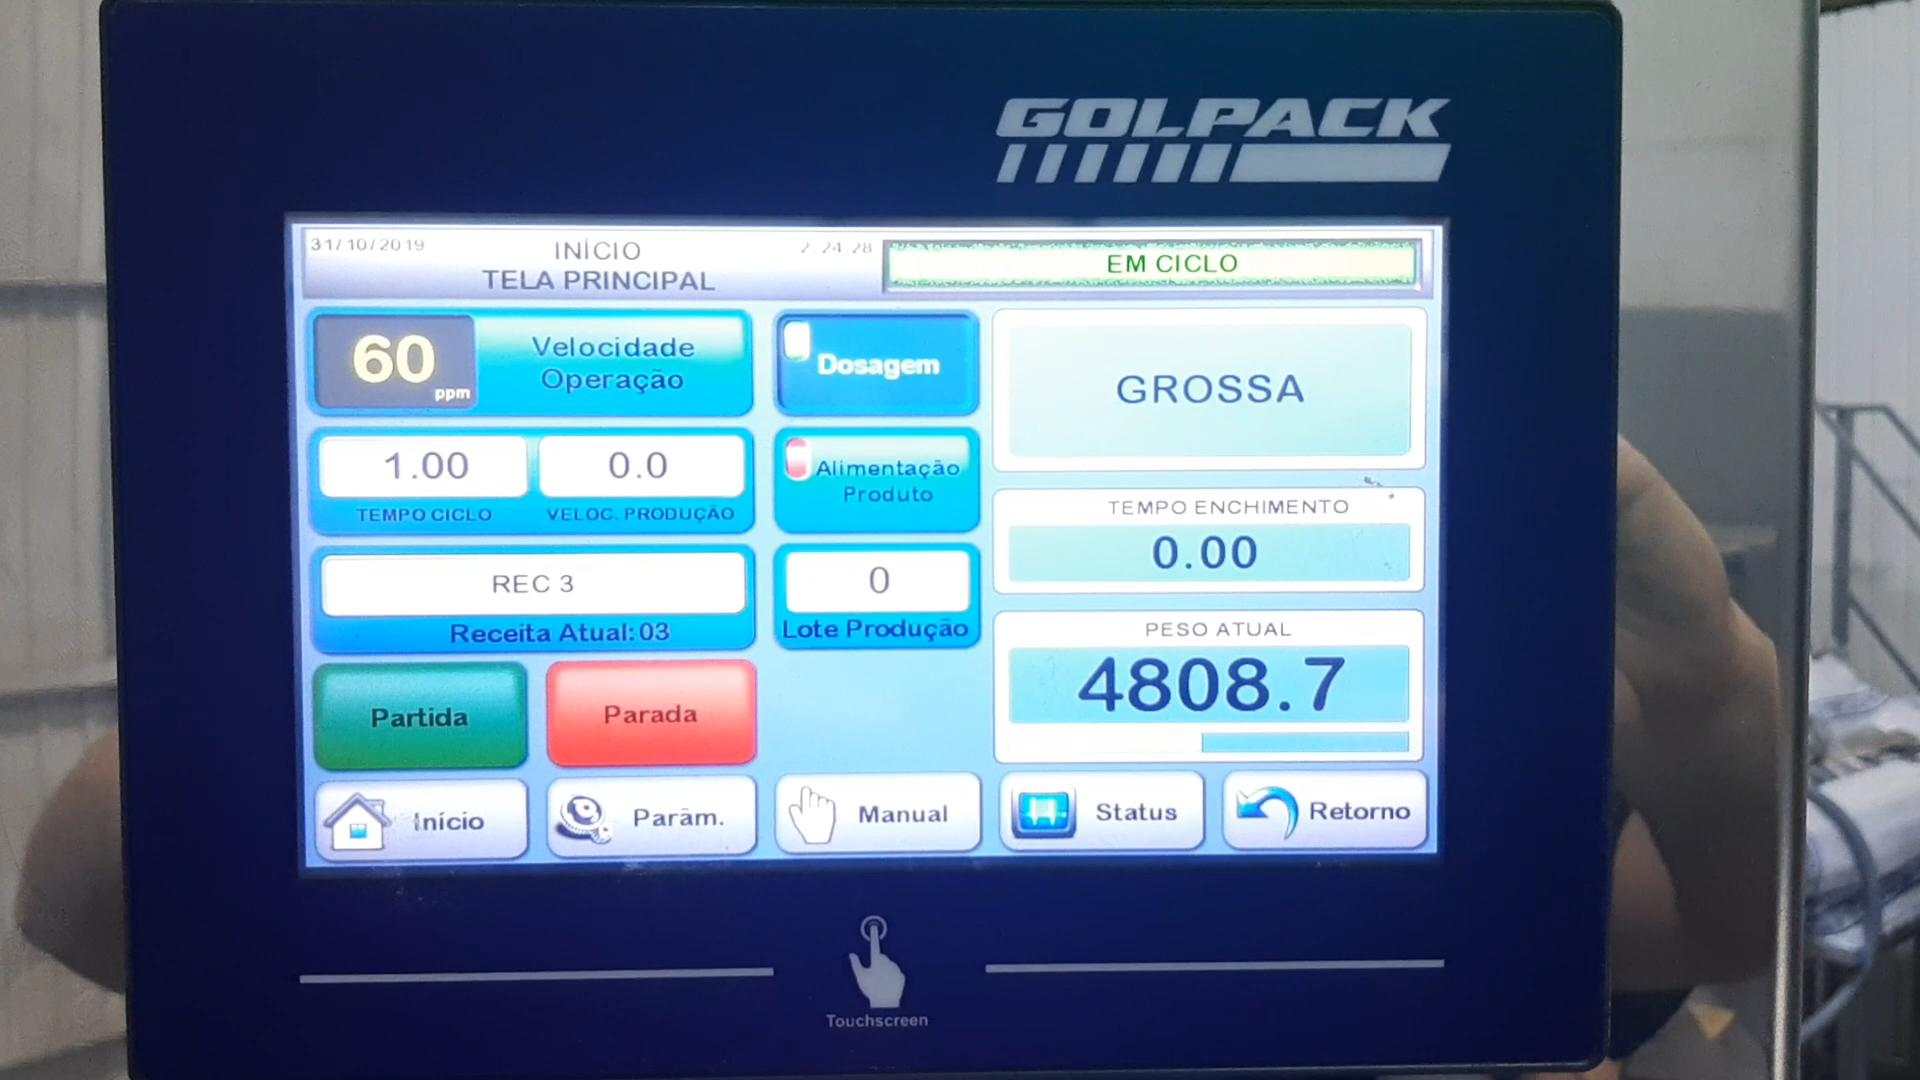 GOLPACK
31/10/2019
INÍCIO
TELA PRINCIPAL
2 24 28
EM CICLO
60
ppm
Velocidade
Operação
Dosagem
GROSSA
1.00
0.0
TEMPO CICLO
VELOC. PRODUÇÃO
Alimentação
Produto
TEMPO ENCHIMENTO
0.00
REC 3
Receita Atual:03
0
Lote Produção
PESO ATUAL
4808.7
Partida
Parada
Início
Parâm.
Manual
Status
Retorno
Touchscreen